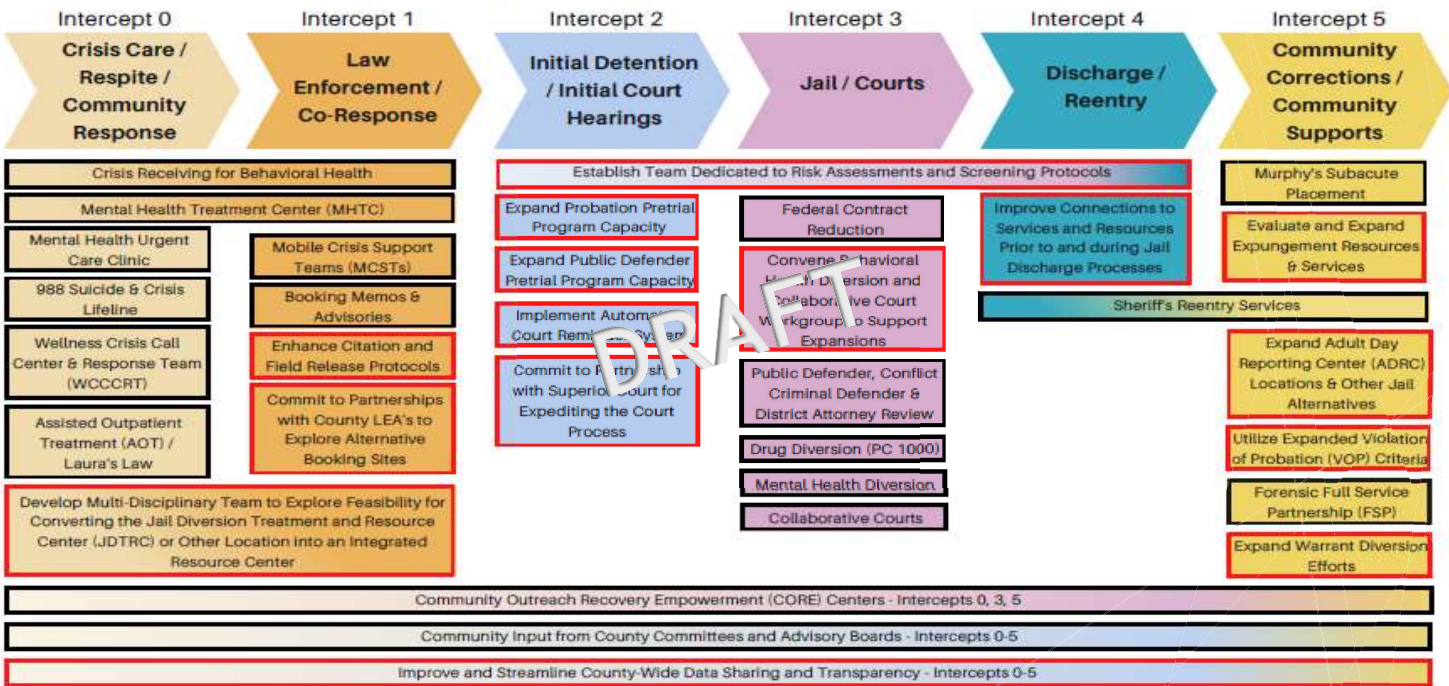 Intercept 0
Intercept 1
Intercept 2
Intercept 3
Intercept 4
Intercept 5
Crisis Care /
Respite /
Community
Response
Law
Enforcement /
Co-Response
Initial Detention
/ Initial Court
Hearings
Jail / Courts
Discharge /
Reentry
Community
Corrections /
Community
Supports
Crisis Receiving for Behavioral Health
Mental Health Treatment Center (MHTC)
Mental Health Urgent
Care Clinic
988 Suicide & Crisis
Lifeline
Wellness Crisis Call
Center & Response Team
(WCCCRT)
Assisted Outpatient
Treatment (AOT) /
Laura's Law
Mobile Crisis Support
Teams (MCSTs)
Booking Memos &
Advisories
Enhance Citation and
Field Release Protocols
Commit to Partnerships
with County LEA's to
Explore Alternative
Booking Sites
Develop Multi-Disciplinary Team to Explore Feasibility for
Converting the Jail Diversion Treatment and Resource
Center (JDTRC) or Other Location into an Integrated
Resource Center
Establish Team Dedicated to Risk Assessments and Screening Protocols
Expand Probation Pretrial
Program Capacity
Expand Public Defender
Pretrial Program Capacity
Implement
Court Reminder System
Commit to Partnership
with Superior Court for
Expediting the Court
Process
Federal Contract
Reduction
Convene Behavioral
Health Diversion and
Collaborative Court
Workgroup to Support
Expansions
Public Defender, Conflict
Criminal Defender &
District Attorney Review
Drug Diversion (PC 1000)
Mental Health Diversion
Collaborative Courts
Improve Connections to
Services and Resources
Prior to and during Jail
Discharge Processes
Sheriff's Reentry Services
Murphy's Subacute
Placement
Evaluate and Expand
Expungement Resources
& Services
Expand Adult Day
Reporting Center (ADRC)
Locations & Other Jail
Alternatives
Utilize Expanded Violation
of Probation (VOP) Criteria
Forensic Full Service
Partnership (FSP)
Expand Warrant Diversion
Efforts
DRAFT
Community Outreach Recovery Empowerment (CORE) Centers - Intercepts 0, 3, 5
Community Input from County Committees and Advisory Boards - Intercepts 0-5
Improve and Streamline County-Wide Data Sharing and Transparency - Intercepts 0-5